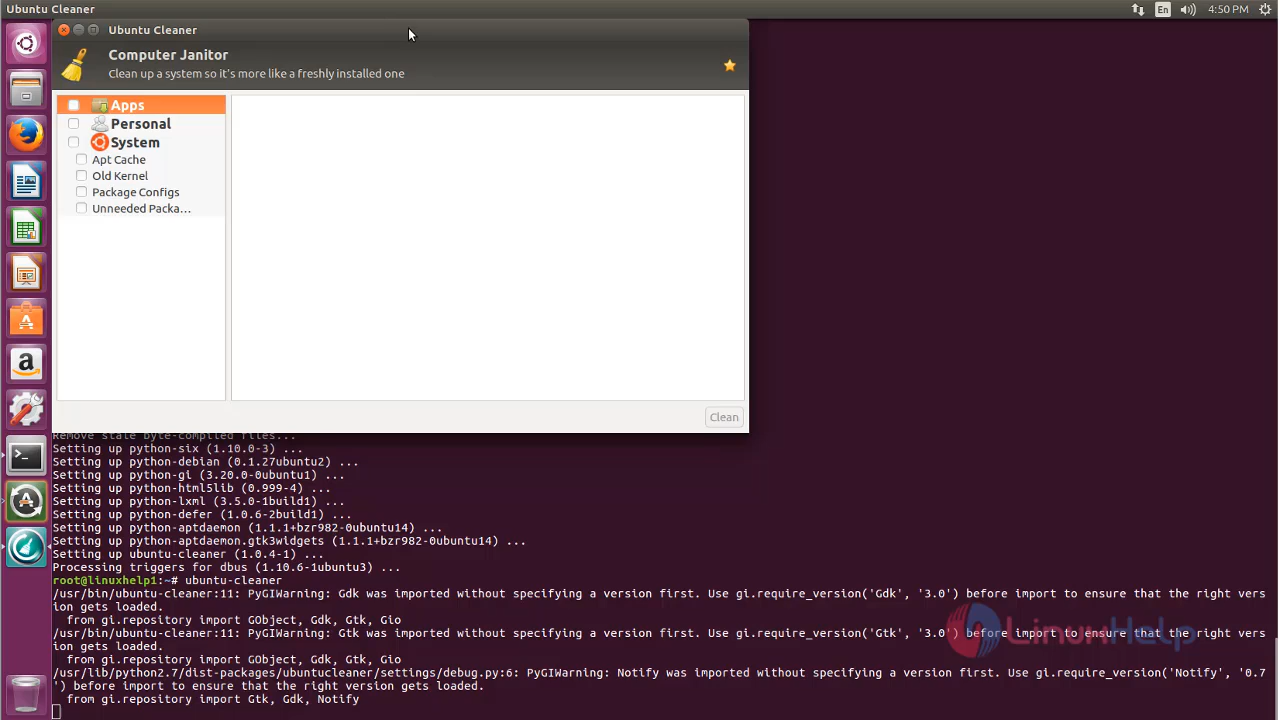 Ubuntu Cleaner
En
4:50 PM
Ubuntu Cleaner
Computer Janitor
Clean up a system so it's more like a freshly installed one
Apps
Personal
System
Apt Cache
Old Kernel
Package Configs
Unneeded Packa...
Clean
Remove stale byte-compiled files...
Setting up python-six (1.10.0-3) ...
Setting up python-debian (0.1.27ubuntu2) ...
Setting up python-gi (3.20.0-0ubuntu1) ...
Setting up python-html5lib (0.999-4) ...
Setting up python-lxml (3.5.0-1build1) ...
Setting up python-defer (1.0.6-2build1) ...
Setting up python-aptdaemon (1.1.1+bzr982-0ubuntu14) ...
Setting up python-aptdaemon.gtk3widgets (1.1.1+bzr982-0ubuntu14) ...
Setting up ubuntu-cleaner (1.0.4-1) ...
Processing triggers for dbus (1.10.6-1ubuntu3) ...
root@linuxhelp1:~# ubuntu-cleaner
/usr/bin/ubuntu-cleaner:11: PyGIWarning: Gdk was imported without specifying a version first. Use gi.require_version('Gdk', '3.0') before import to ensure that the right vers
ion gets loaded.
from gi.repository import GObject, Gdk, Gtk, Gio
/usr/bin/ubuntu-cleaner:11: PyGIWarning: Gtk was imported without specifying a version first. Use gi.require_version('Gtk', '3.0') before import to ensure that the right vers
ion gets loaded.
from gi.repository import GObject, Gdk, Gtk, Gio
/usr/lib/python2.7/dist-packages/ubuntucleaner/settings/debug.py:6: PyGIWarning: Notify was imported without specifying a version first. Use gi.require_version('Notify', '0.7
') before import to ensure that the right version gets loaded.
from gi.repository import Gtk, Gdk, Notify
LinuxHelp